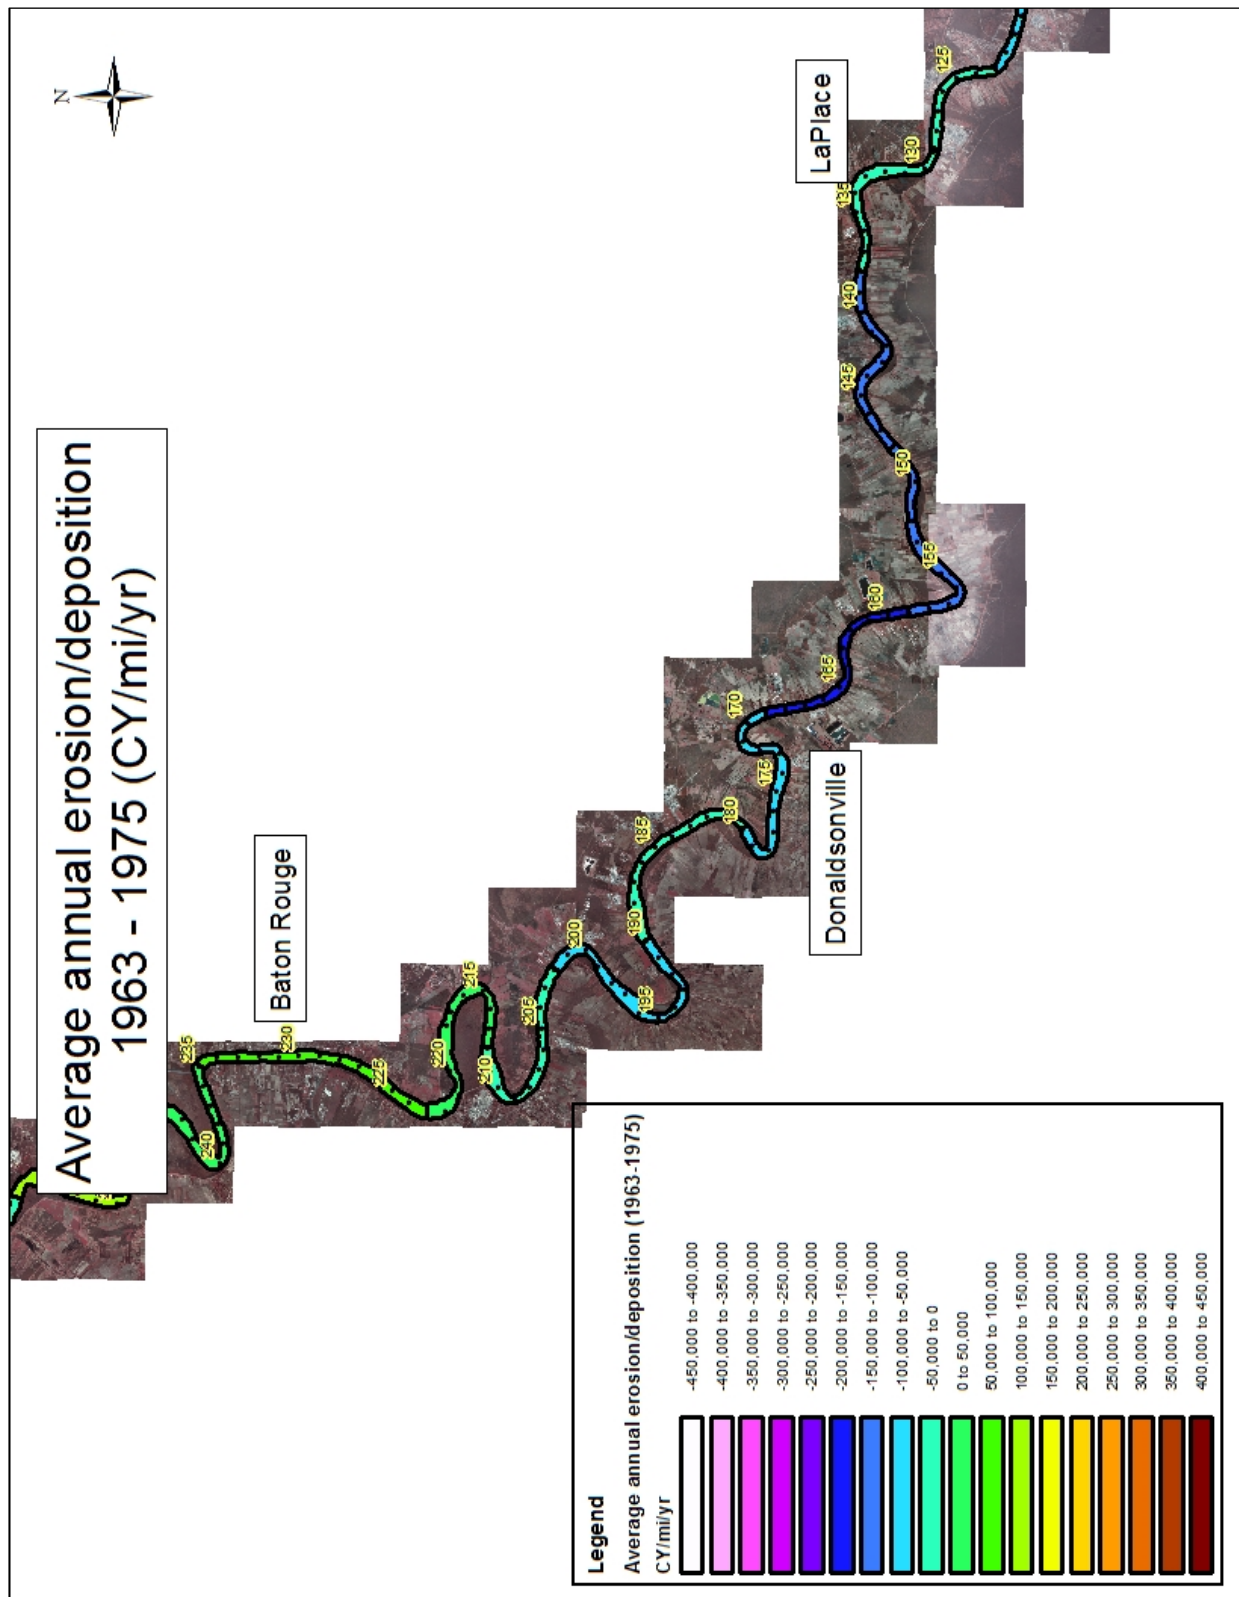 Average annual erosion/deposition
1963 - 1975 (CY/mi/yr)
N
Baton Rouge
LaPlace
Donaldsonville
240
235
230
225
220
215
210
205
200
195
190
185
180
175
170
165
160
155
150
145
140
135
130
125
Legend
Average annual erosion/deposition (1963-1975)
CY/mi/yr
-450,000 to -400,000
-400,000 to -350,000
-350,000 to -300,000
-300,000 to -250,000
-250,000 to -200,000
-200,000 to -150,000
-150,000 to -100,000
-100,000 to -50,000
-50,000 to 0
0 to 50,000
50,000 to 100,000
100,000 to 150,000
150,000 to 200,000
200,000 to 250,000
250,000 to 300,000
300,000 to 350,000
350,000 to 400,000
400,000 to 450,000